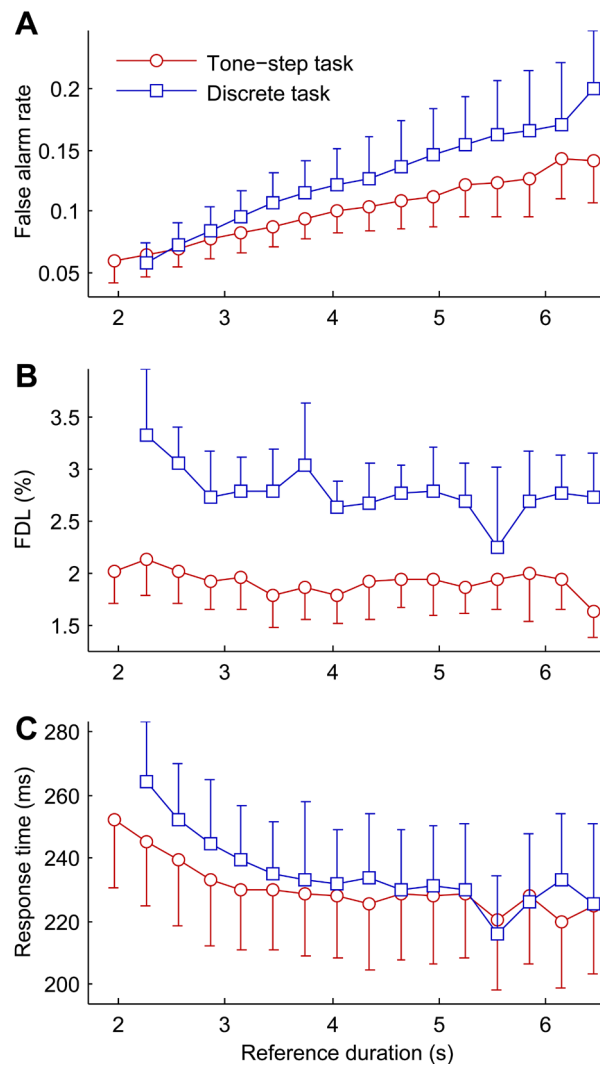 A
False alarm rate
Tone−step task
Discrete task
0.2
0.15
0.1
0.05
2 3 4 5 6
B
FDL (%)
3.5
3
2.5
2
1.5
2 3 4 5 6
C
Response time (ms)
280
260
240
220
200
2 3 4 5 6
Reference duration (s)